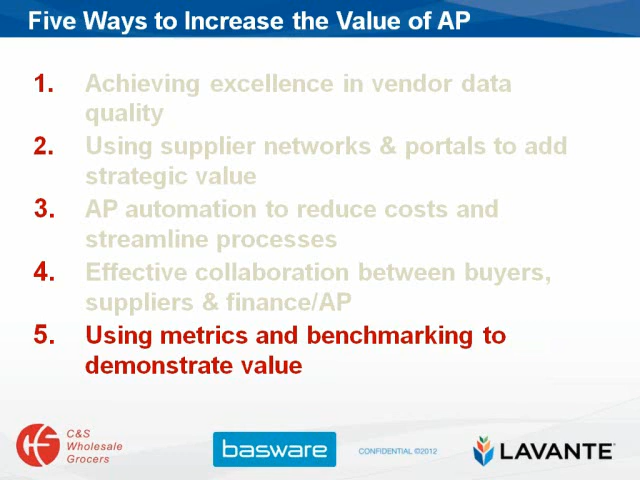 Five Ways to Increase the Value of AP
1. Achieving excellence in vendor data
quality
2. Using supplier networks & portals to add
strategic value
3. AP automation to reduce costs and
streamline processes
4. Effective collaboration between buyers,
suppliers & finance/AP
5. Using metrics and benchmarking to
demonstrate value
C&S
Wholesale
Grocers
basware
CONFIDENTIAL ©2012
LAVANTE